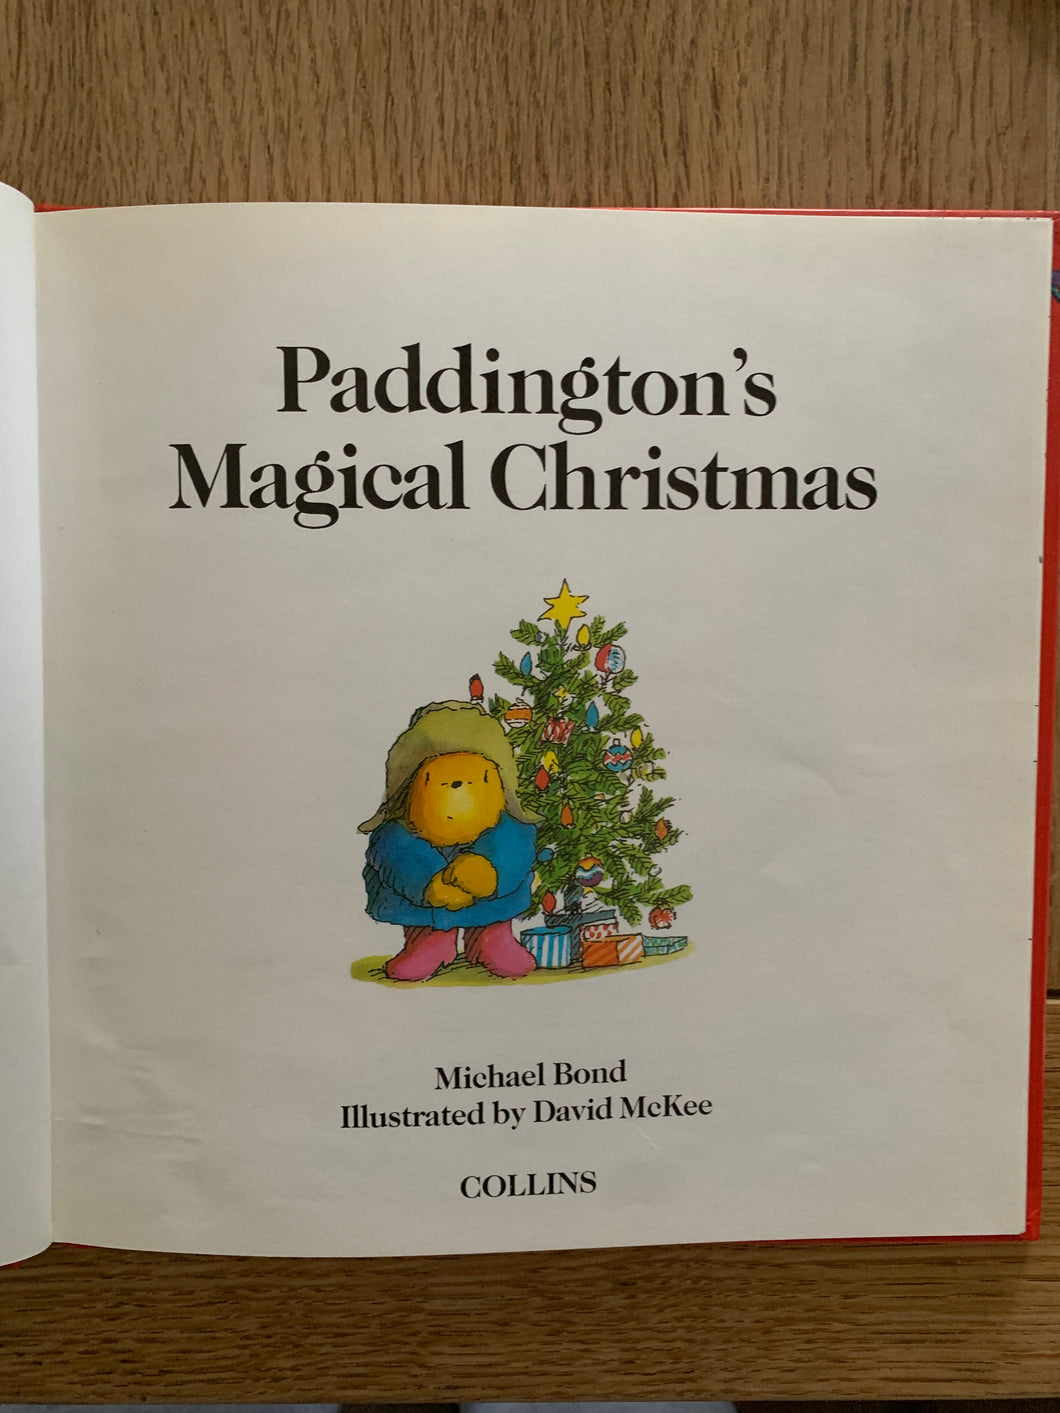 Paddington's
Magical Christmas
Michael Bond
Illustrated by David McKee
COLLINS